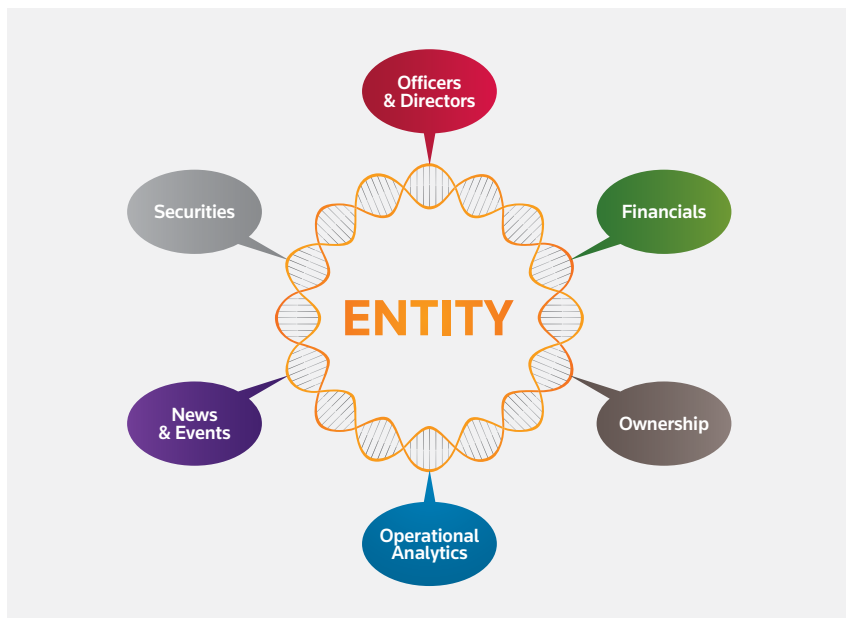 Officers
& Directors
Securities
Financials
ENTITY
News
& Events
Ownership
Operational
Analytics